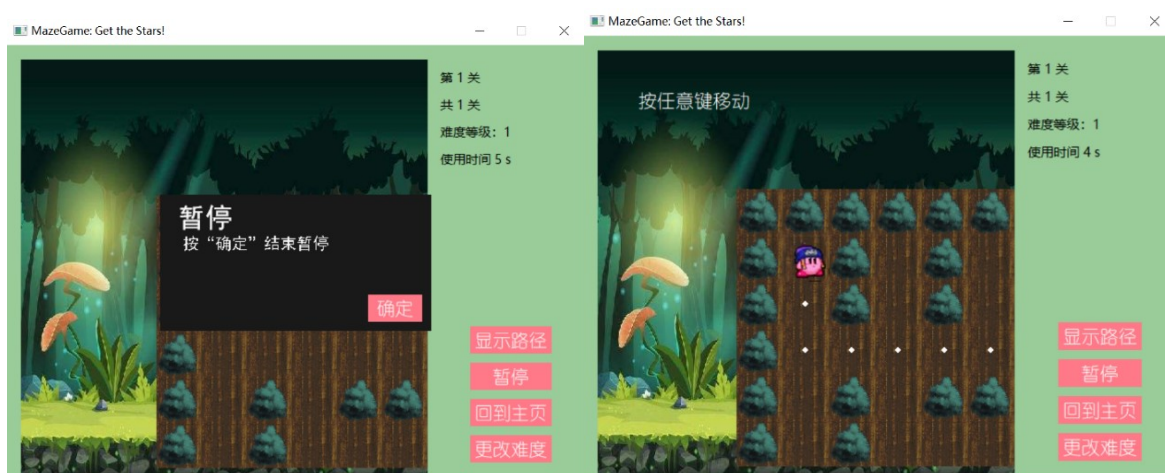 MazeGame: Get the Stars!
第 1 关
共 1 关
难度等级： 1
使用时间 5 s
暂停
按“确定”结束暂停
确定
显示路径
暂停
回到主页
更改难度
MazeGame: Get the Stars!
按任意键移动
第 1 关
共 1 关
难度等级： 1
使用时间 4 s
显示路径
暂停
回到主页
更改难度